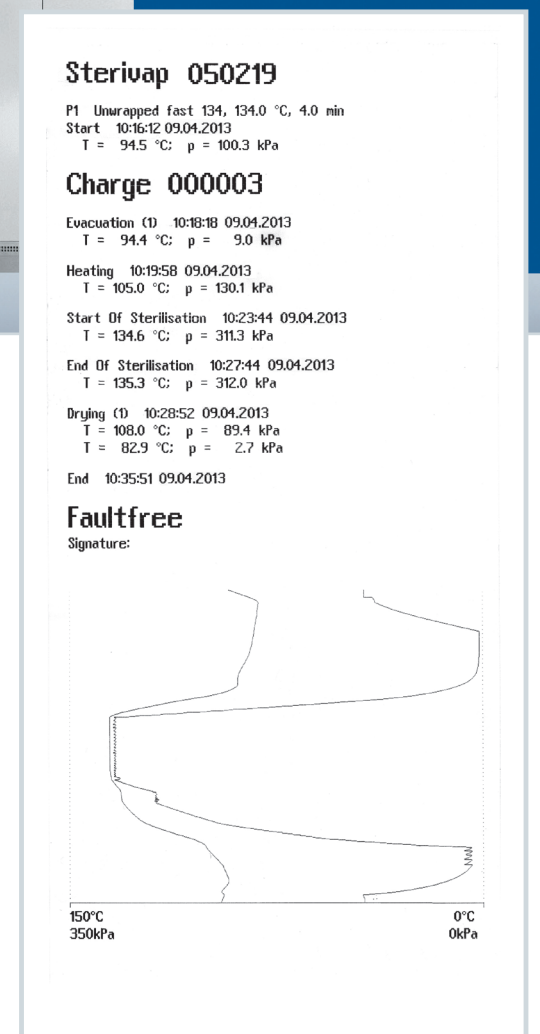 Sterivap 050219
P1 Unwrapped fast 134, 134.0 °C, 4.0 min
Start 10:16:12 09.04.2013
T = 94.5 °C; p = 100.3 kPa
Charge 000003
Evacuation (1) 10:18:18 09.04.2013
T = 94.4 °C; p = 9.0 kPa
Heating 10:19:58 09.04.2013
T = 105.0 °C; p = 130.1 kPa
Start Of Sterilisation 10:23:44 09.04.2013
T = 134.6 °C; p = 311.3 kPa
End Of Sterilisation 10:27:44 09.04.2013
T = 135.3 °C; p = 312.0 kPa
Drying (1) 10:28:52 09.04.2013
T = 108.0 °C; p = 89.4 kPa
T = 82.9 °C; p = 2.7 kPa
End 10:35:51 09.04.2013
Faultfree
Signature:
150°C 0°C
350kPa 0kPa